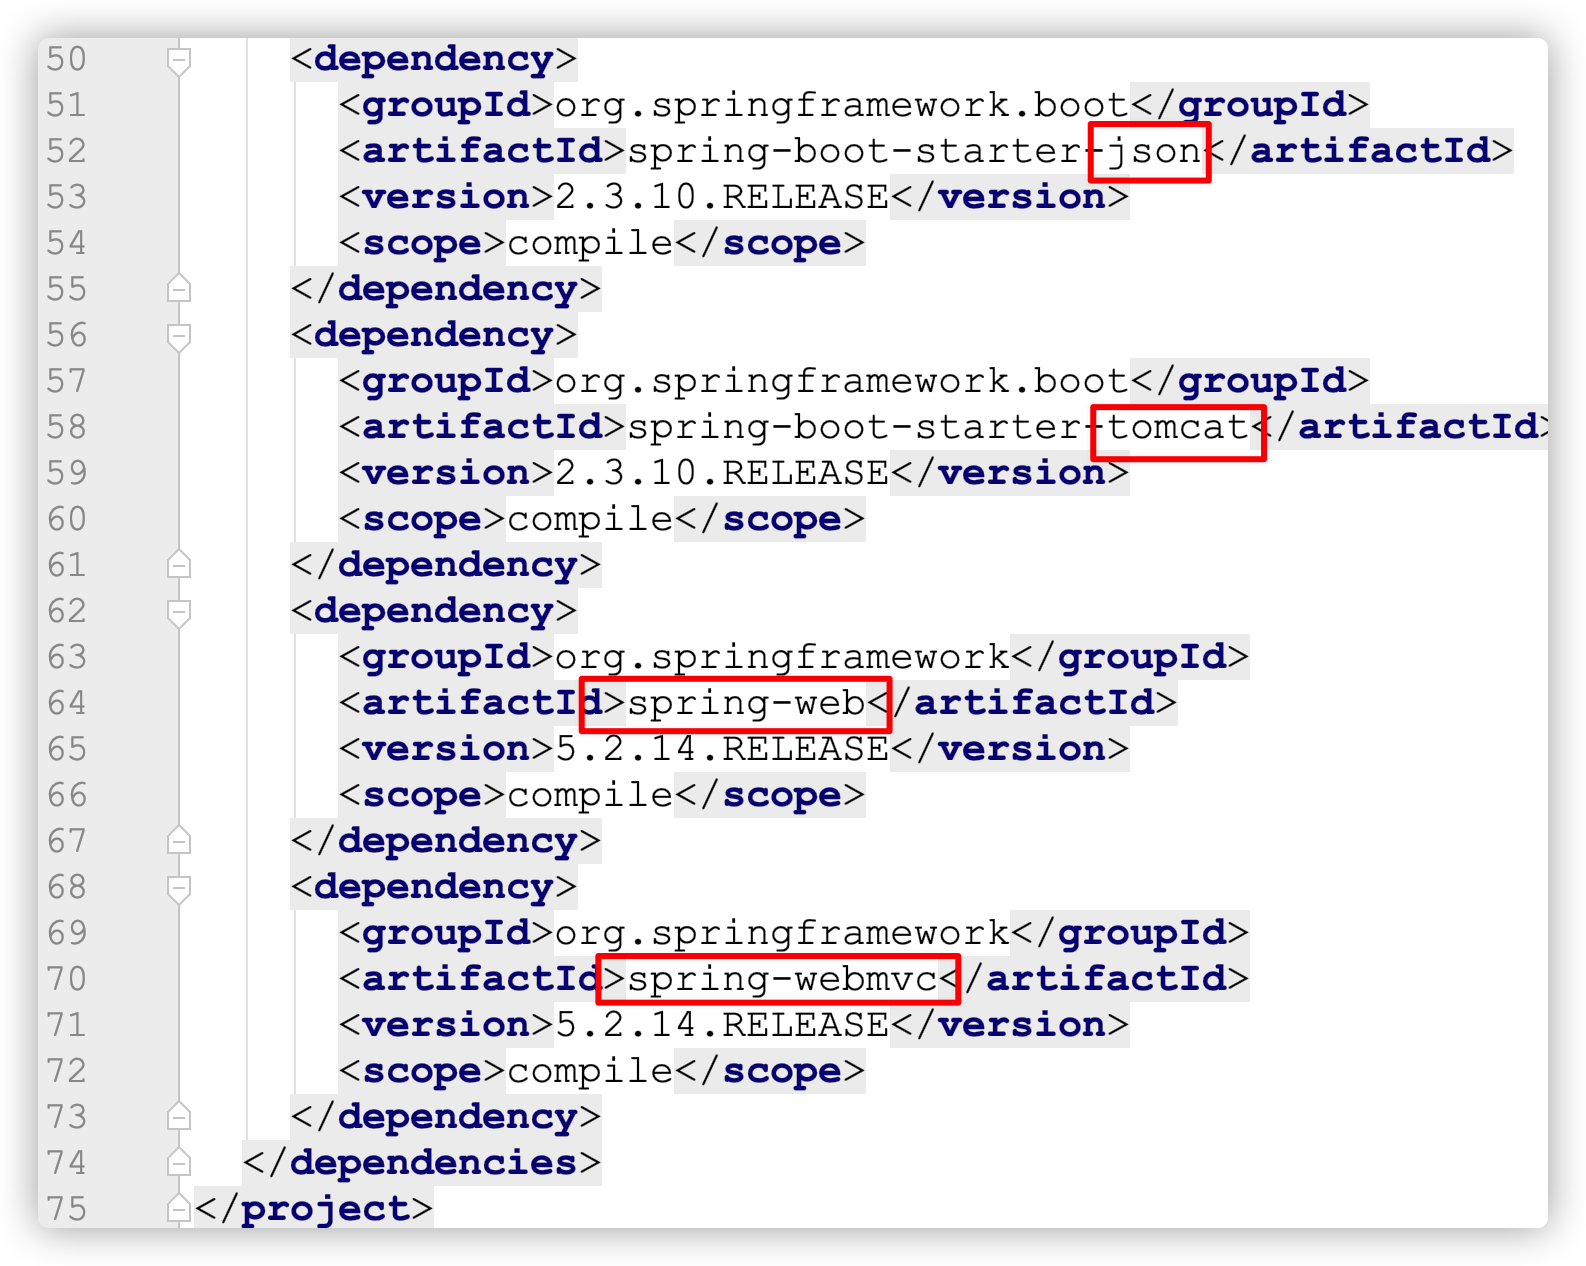 50 <dependency>
51 <groupId>org.springframework.boot</groupId>
52 <artifactId>spring-boot-starter-json</artifactId>
53 <version>2.3.10.RELEASE</version>
54 <scope>compile</scope>
55 </dependency>
56 <dependency>
57 <groupId>org.springframework.boot</groupId>
58 <artifactId>spring-boot-starter-tomcat</artifactId>
59 <version>2.3.10.RELEASE</version>
60 <scope>compile</scope>
61 </dependency>
62 <dependency>
63 <groupId>org.springframework</groupId>
64 <artifactId>spring-web</artifactId>
65 <version>5.2.14.RELEASE</version>
66 <scope>compile</scope>
67 </dependency>
68 <dependency>
69 <groupId>org.springframework</groupId>
70 <artifactId>spring-webmvc</artifactId>
71 <version>5.2.14.RELEASE</version>
72 <scope>compile</scope>
73 </dependency>
74 </dependencies>
75 </project>